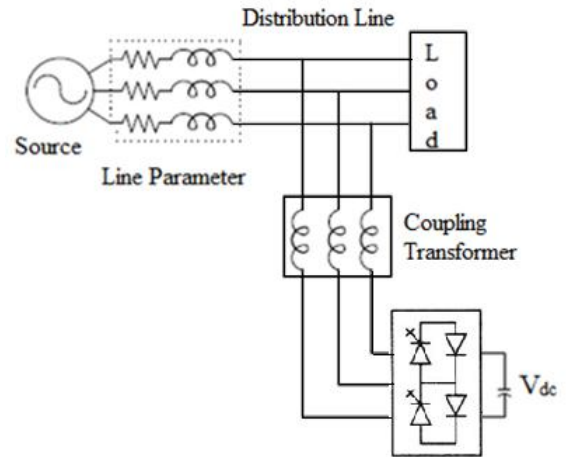 Distribution Line
L
o
a
d
Source
Line Parameter
Coupling
Transformer
Vdc